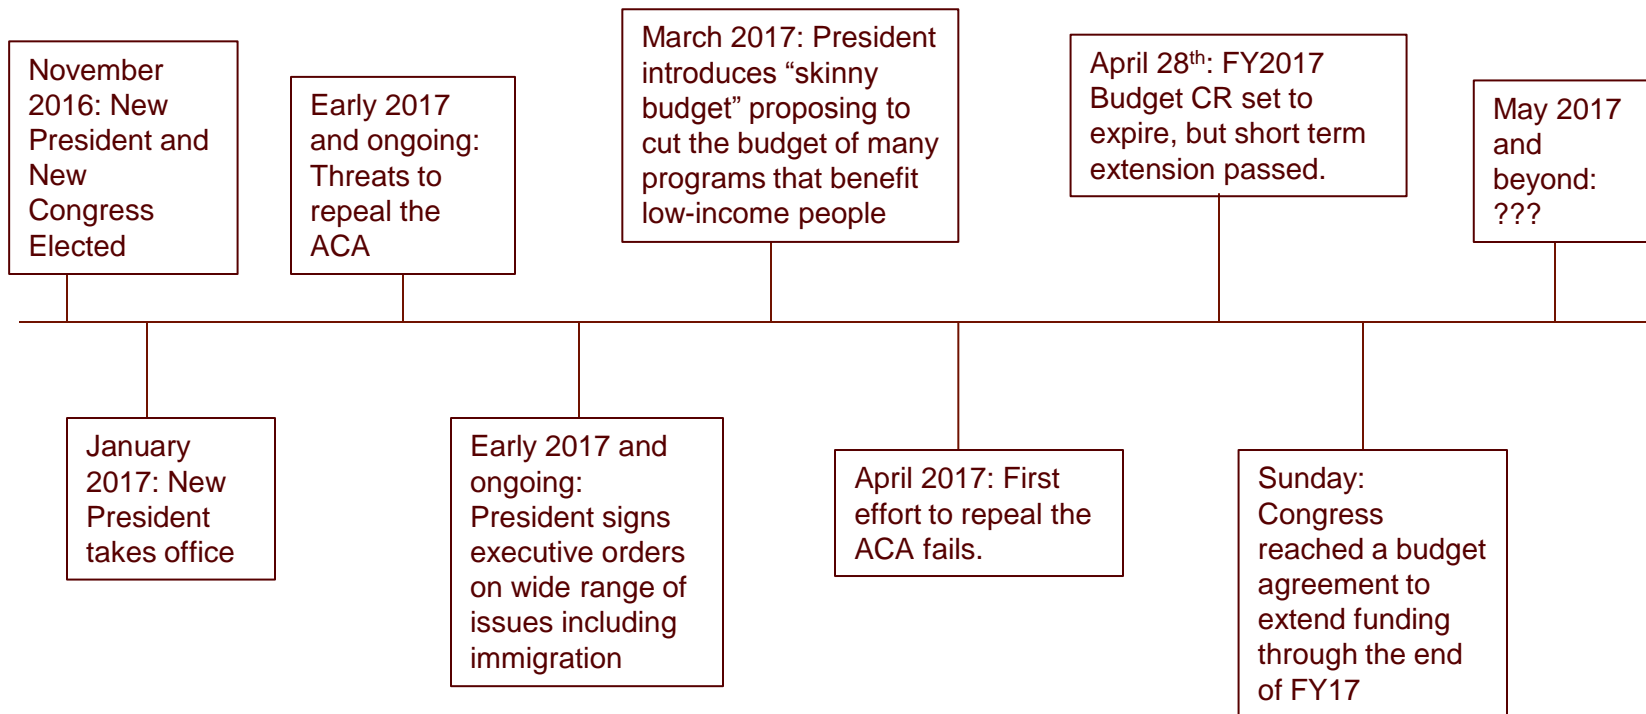 November
2016: New
President and
New
Congress
Elected
January
2017: New
President
takes office
Early 2017
and ongoing:
Threats to
repeal the
ACA
Early 2017 and
ongoing:
President signs
executive orders
on wide range of
issues including
immigration
March 2017: President
introduces “skinny
budget” proposing to
cut the budget of many
programs that benefit
low-income people
April 2017: First
effort to repeal the
ACA fails.
April 28th: FY2017
Budget CR set to
expire, but short term
extension passed.
Sunday:
Congress
reached a budget
agreement to
extend funding
through the end
of FY17
May 2017
and
beyond:
???